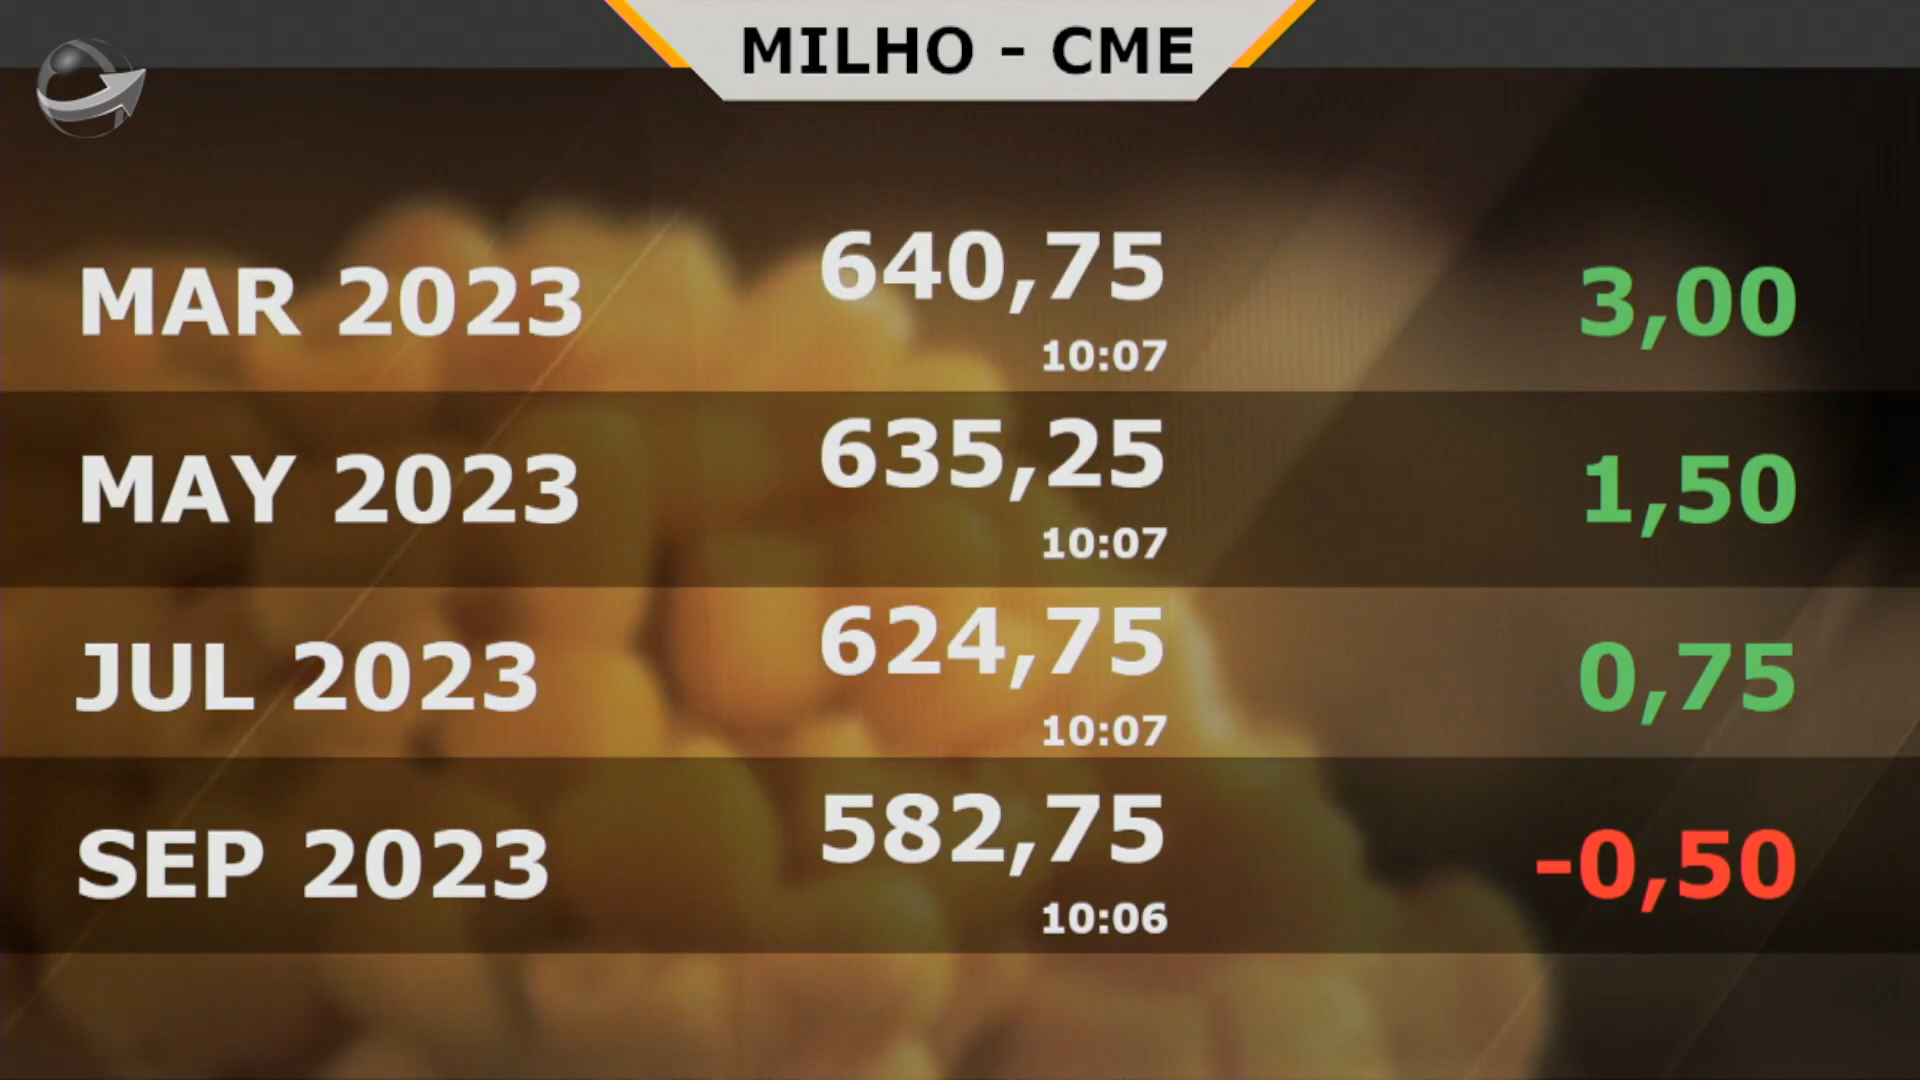 MILHO - CME
MAR 2023 640,75 3,00
10:07
MAY 2023 635,25 1,50
10:07
JUL 2023 624,75 0,75
10:07
SEP 2023 582,75 -0,50
10:06